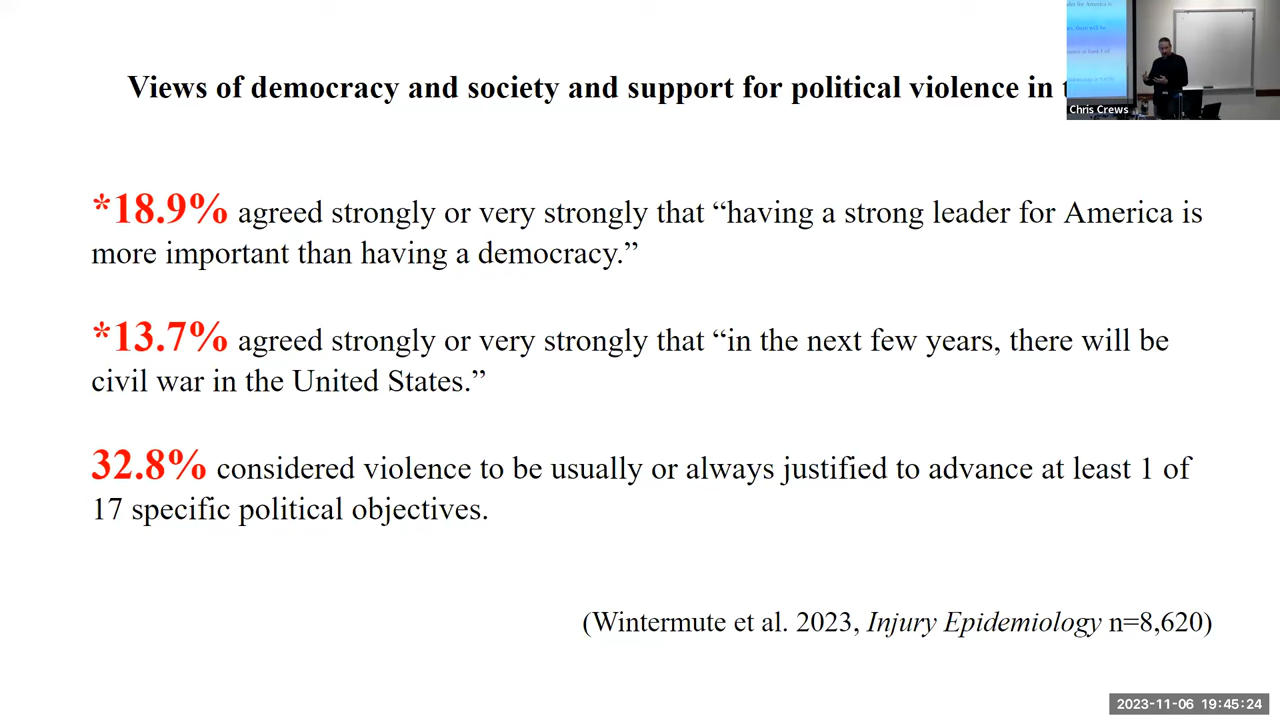 Views of democracy and society and support for political violence in
Chris Crews
*18.9% agreed strongly or very strongly that “having a strong leader for America is
more important than having a democracy.”
*13.7% agreed strongly or very strongly that “in the next few years, there will be
civil war in the United States.”
32.8% considered violence to be usually or always justified to advance at least 1 of
17 specific political objectives.
(Wintermute et al. 2023, Injury Epidemiology n=8,620)
2023-11-06 19:45:24